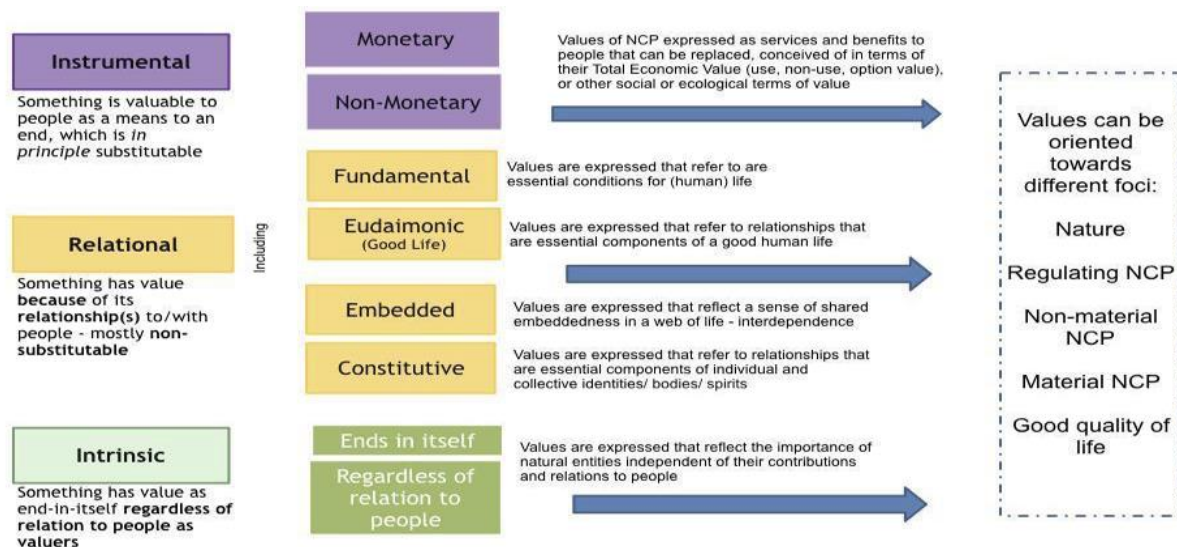 Instrumental
Something is valuable to
people as a means to an
end, which is in
principle substitutable
Monetary
Non-Monetary
Values of NCP expressed as services and benefits to
people that can be replaced, conceived of in terms of
their Total Economic Value (use, non-use, option value),
or other social or ecological terms of value
Relational
Something has value
because of its
relationship(s) to/with
people - mostly non-
substitutable
Including
Fundamental
Values are expressed that refer to are
essential conditions for (human) life
Eudaimonic
(Good Life)
Values are expressed that refer to relationships that
are essential components of a good human life
Embedded
Values are expressed that reflect a sense of shared
embeddedness in a web of life - interdependence
Constitutive
Values are expressed that refer to relationships that
are essential components of individual and
collective identities/ bodies/ spirits
Intrinsic
Something has value as
end-in-itself regardless of
relation to people as
valuers
Ends in itself
Regardless of
relation to
people
Values are expressed that reflect the importance of
natural entities independent of their contributions
and relations to people
Values can be
oriented
towards
different foci:
Nature
Regulating NCP
Non-material
NCP
Material NCP
Good quality of
life